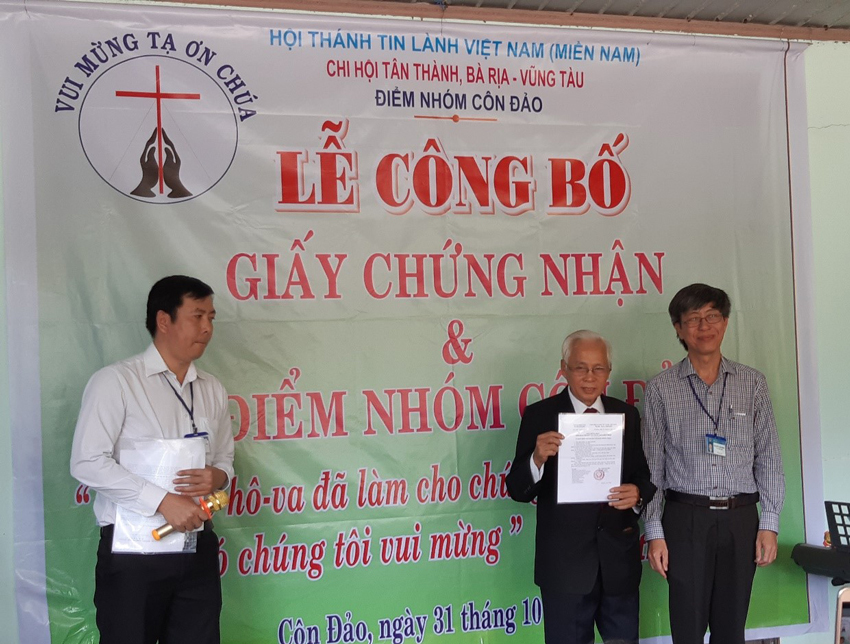 VUI MỪNG TẠ ƠN CHÚA
HỘI THÁNH TIN LÀNH VIỆT NAM (MIỀN NAM)
CHI HỘI TÂN THÀNH, BÀ RỊA - VŨNG TÀU
ĐIỂM NHÓM CÔN ĐẢO
LỄ CÔNG BỐ
GIẤY CHỨNG NHẬN
&
ĐIỂM NHÓM
hô-va đã làm cho
chúng tôi vui mừng ”
Côn Đảo, ngày 31 tháng 10